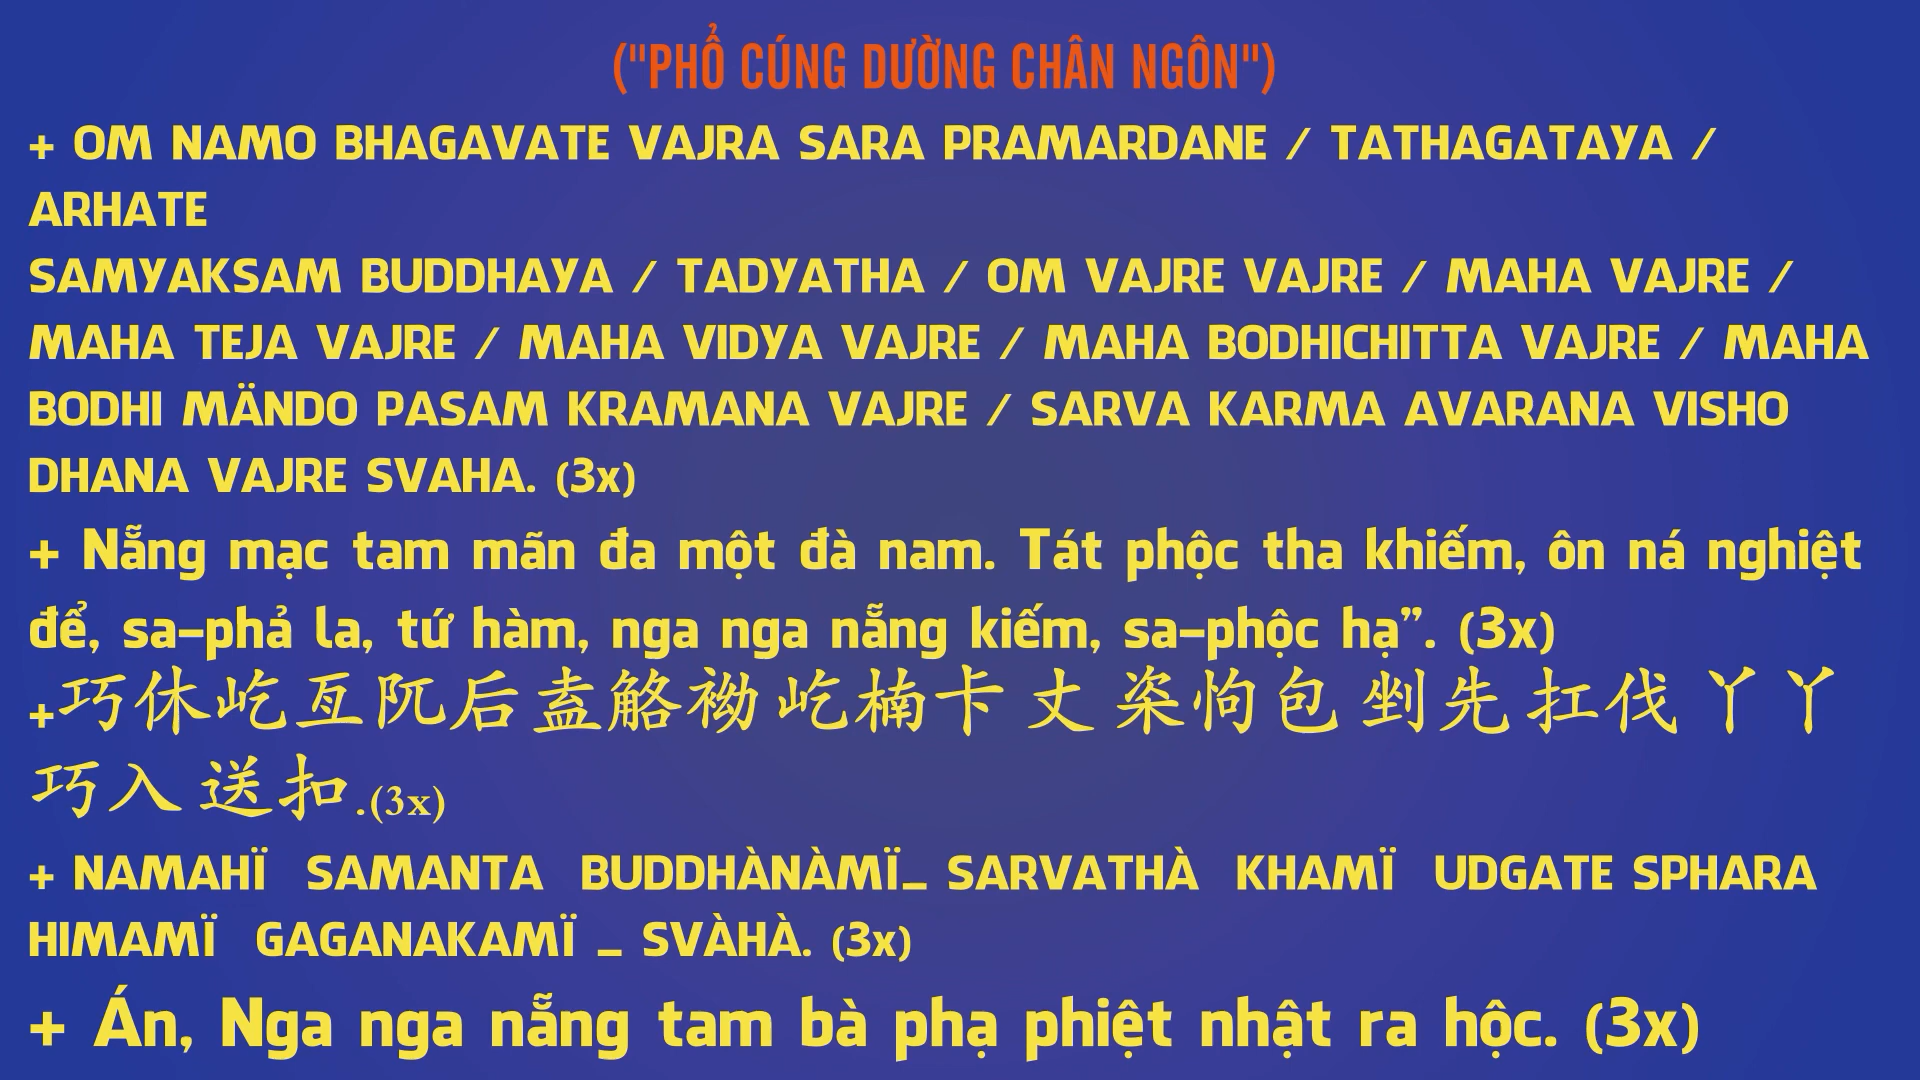 ("PHỔ CÚNG DƯỜNG CHÂN NGÔN")
+ OM NAMO BHAGAVATE VAJRA SARA PRAMARDANE / TATHAGATAYA /
ARHATE
SAMYAKSAM BUDDHAYA / TADYATHA / OM VAJRE VAJRE / MAHA VAJRE /
MAHA TEJA VAJRE / MAHA VIDYA VAJRE / MAHA BODHICHITTA VAJRE / MAHA
BODHI MÄNDO PASAM KRAMANA VAJRE / SARVA KARMA AVARANA VISHO
DHANA VAJRE SVAHA. (3x)
+ Nẵng mạc tam mãn đa một đà nam. Tát phộc tha khiếm, ôn ná nghiệt
để, sa–phả la, tứ hàm, nga nga nẵng kiếm, sa–phộc hạ”. (3x)
+巧休屹亙阢后盍觡袎屹楠卡 丈 楶怐包 剉先扛伐 丫丫
巧入送扣.(3x)
+ NAMAHÏ SAMANTA BUDDHÀNÀMÏ_ SARVATHÀ KHAMÏ UDGATE SPHARA
HIMAMÏ GAGANAKAMÏ _ SVÀHÀ. (3x)
+ Án, Nga nga nẵng tam bà phạ phiệt nhật ra hộc. (3x)